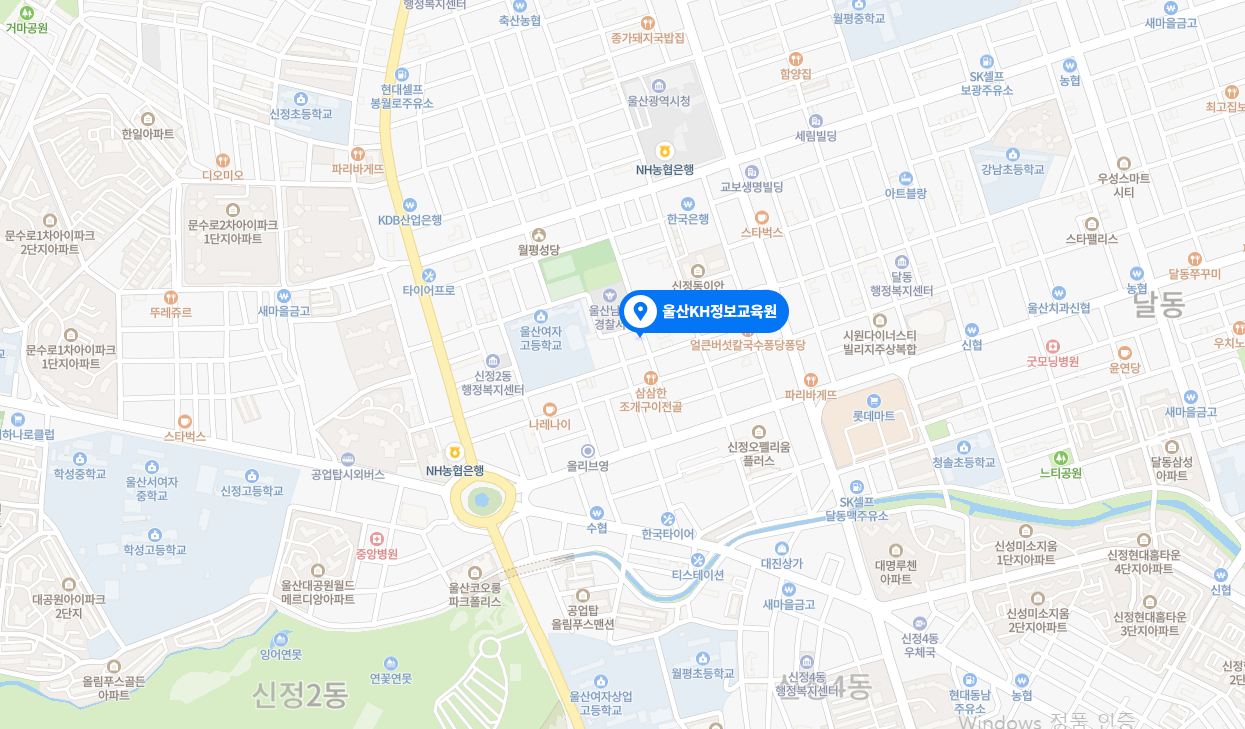 행정복지센터
거마공원
축산농협
월평중학교
새마을금고
종가돼지국밥집
함양집
SK셀프
보광주유소
농협
현대셀프
봉월로주유소
울산광역시청
신정초등학교
최고집보
한일아파트
세림빌딩
NH농협은행
디오미오
파리바게뜨
교보생명빌딩
강남초등학교
우성스마트
시티
아트블랑
KDB산업은행
한국은행
스타벅스
문수로1차아이파크
2단지아파트
문수로2차아이파크
1단지아파트
월평성당
스타팰리스
타이어프로
신정동이안
달동
행정복지센터
달동쭈꾸미
농협
달동
뚜레쥬르
새마을금고
울산남
경찰서
울산KH정보교육원
울산치과신협
울산여자
고등학교
문수로1차아이파크
1단지아파트
얼큰버섯칼국수퐁당퐁당
시원다이너스티
빌리지주상복합
신협
굿모닝병원
윤연당
우치노
신정2동
행정복지센터
삼삼한
조개구이전골
파리바게뜨
롯데마트
새마을금고
나레나이
하나로클럽
스타벅스
신정오펠리움
플러스
올리브영
청솔초등학교
느티공원
달동삼성
아파트
학성중학교
울산서여자
중학교
신정고등학교
공업탑시외버스
NH농협은행
SK셀프
달동맥주유소
수협
한국타이어
학성고등학교
중앙병원
대진상가
대명루첸
아파트
신성미소지움
1단지아파트
신정현대홈타운
4단지아파트
티스테이션
신협
울산대공원월드
메르디앙아파트
울산코오롱
파크폴리스
대공원아이파크
2단지
공업탑
올림푸스맨션
새마을금고
신성미소지움
2단지아파트
신정현대홈타운
3단지아파트
신정4동
우체국
잉어연못
연꽃연못
올림푸스골든
아파트
신정2동
월평초등학교
신정4동
행정복지센터
울산여자상업
고등학교
현대동남
주유소
농협
Windows 정품 인증